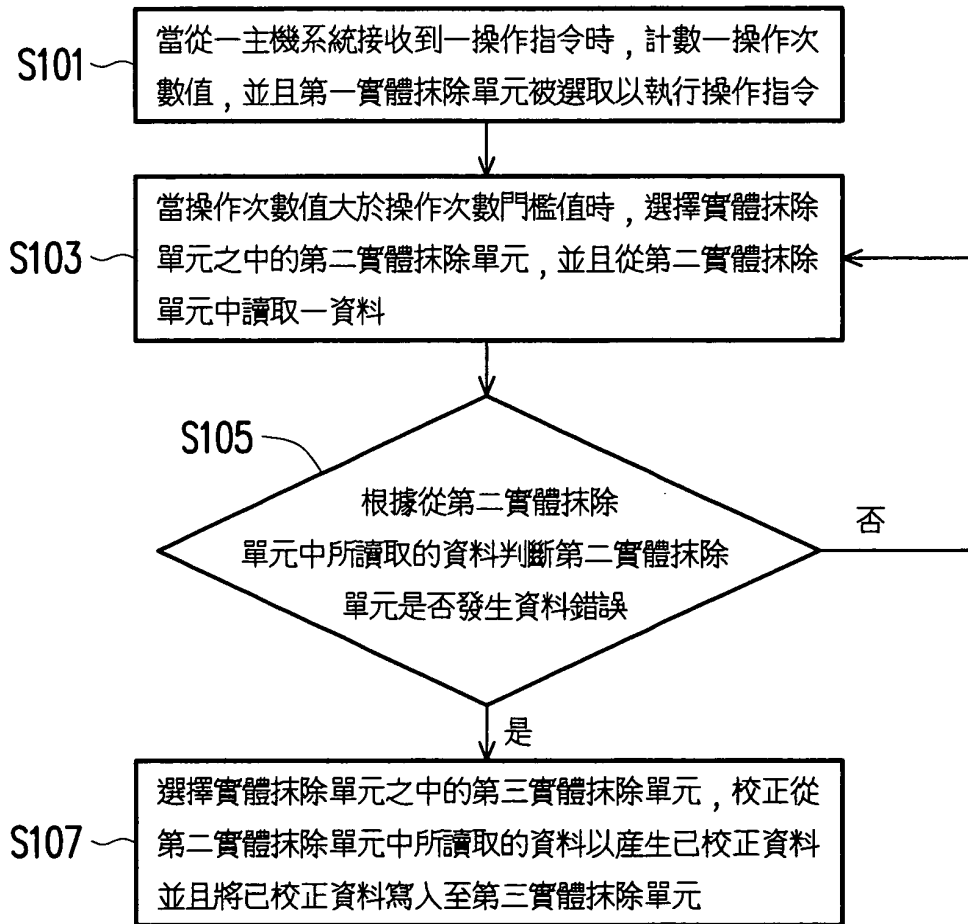 S101
當從一主機系統接收到一操作指令時，計數一操作次
數值，並且第一實體抹除單元被選取以執行操作指令
S103
當操作次數值大於操作次數門檻值時，選擇實體抹除
單元之中的第二實體抹除單元，並且從第二實體抹除
單元中讀取一資料
S105
根據從第二實體抹除
單元中所讀取的資料判斷第二實體抹除
單元是否發生資料錯誤
否
是
S107
選擇實體抹除單元之中的第三實體抹除單元，校正從
第二實體抹除單元中所讀取的資料以產生已校正資料
並且將已校正資料寫入至第三實體抹除單元